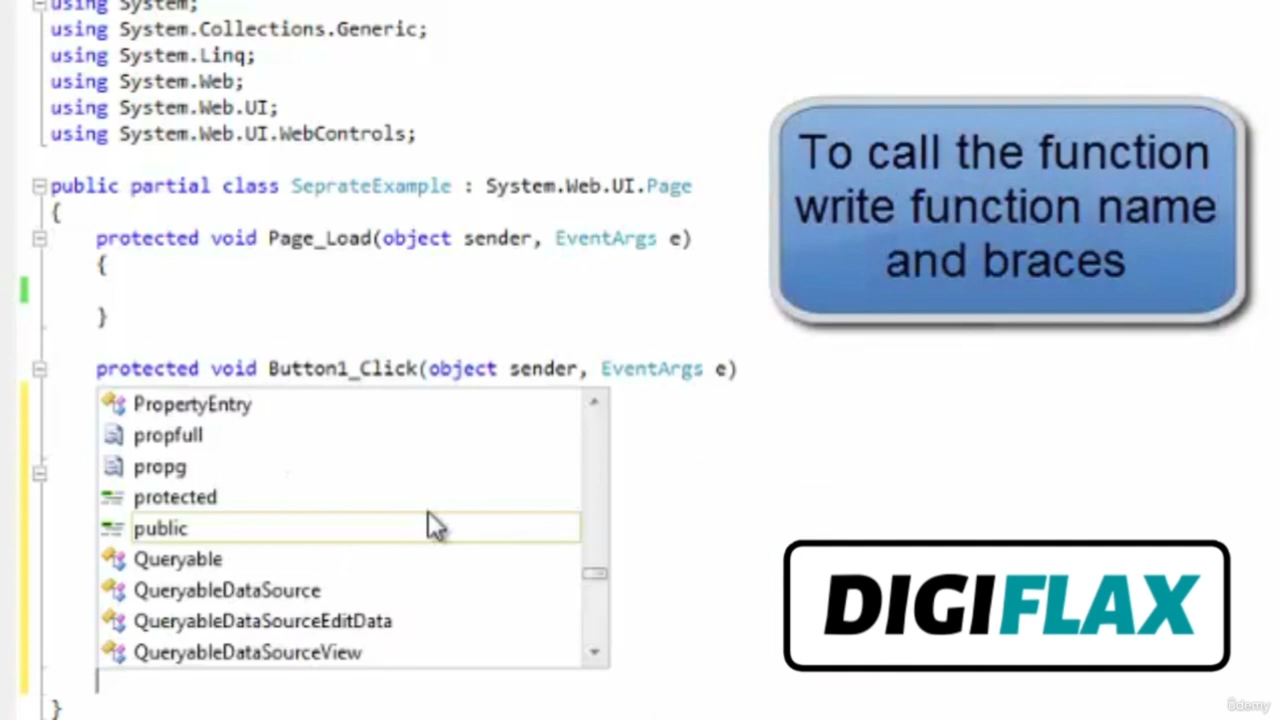 using System;
using System.Collections.Generic;
using System.Linq;
using System.Web;
using System.Web.UI;
using System.Web.UI.WebControls;
public partial class SeprateExample : System.Web.UI.Page
{
protected void Page_Load(object sender, EventArgs e)
{
}
protected void Button1_Click(object sender, EventArgs e)
PropertyEntry
propfull
propg
protected
public
Queryable
QueryableDataSource
QueryableDataSourceEditData
QueryableDataSourceView
}
To call the function
write function name
and braces
DIGIFLAX
ûdemy